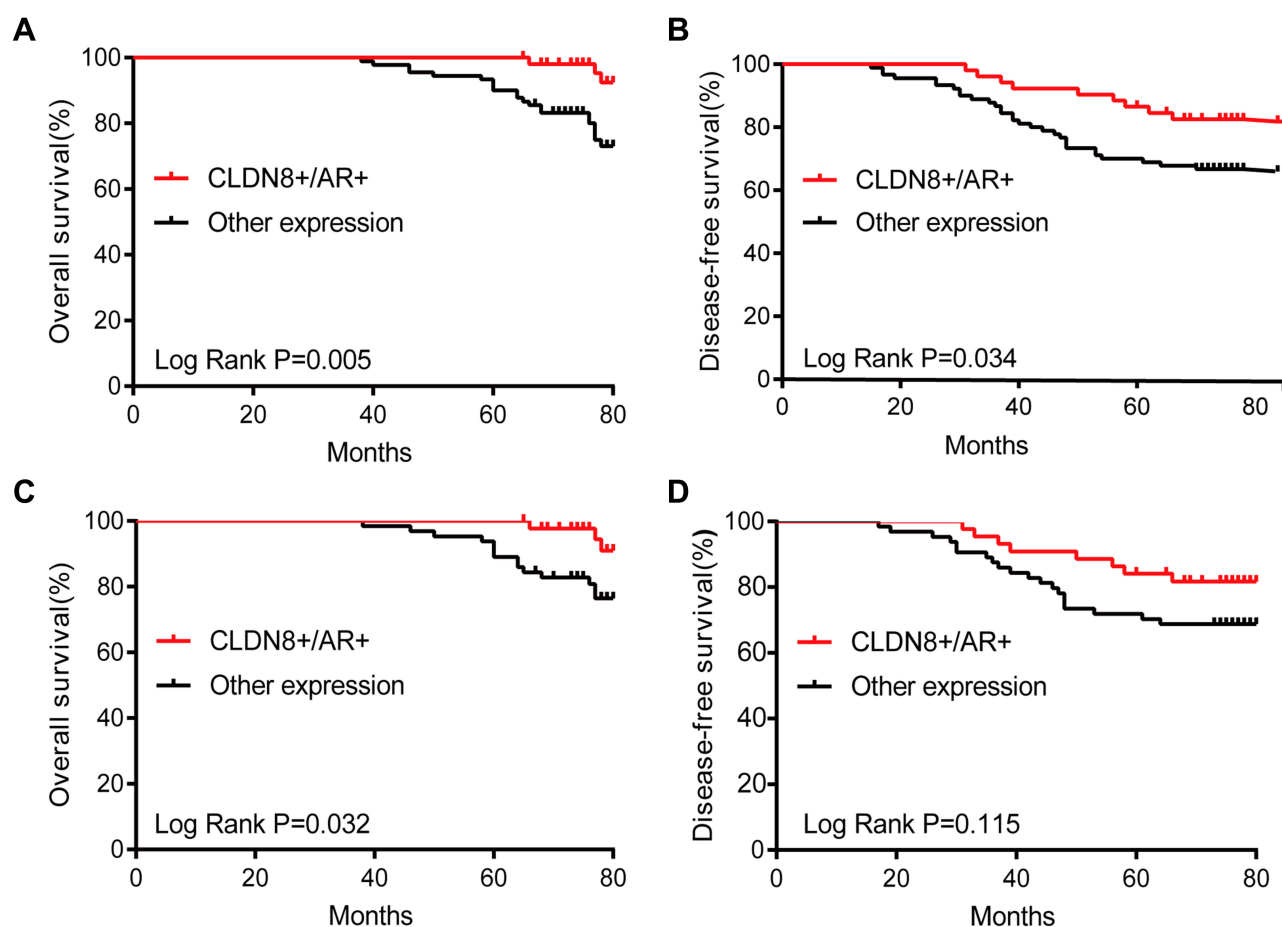 A
Overall survival(%)
100
80
60
40
20
0
CLDN8+/AR+
Other expression
Log Rank P=0.005
0 20 40 60 80
Months
B
Disease-free survival(%)
100
80
60
40
20
0
CLDN8+/AR+
Other expression
Log Rank P=0.034
0 20 40 60 80
Months
C
Overall survival(%)
100
80
60
40
20
0
CLDN8+/AR+
Other expression
Log Rank P=0.032
0 20 40 60 80
Months
D
Disease-free survival(%)
100
80
60
40
20
0
CLDN8+/AR+
Other expression
Log Rank P=0.115
0 20 40 60 80
Months